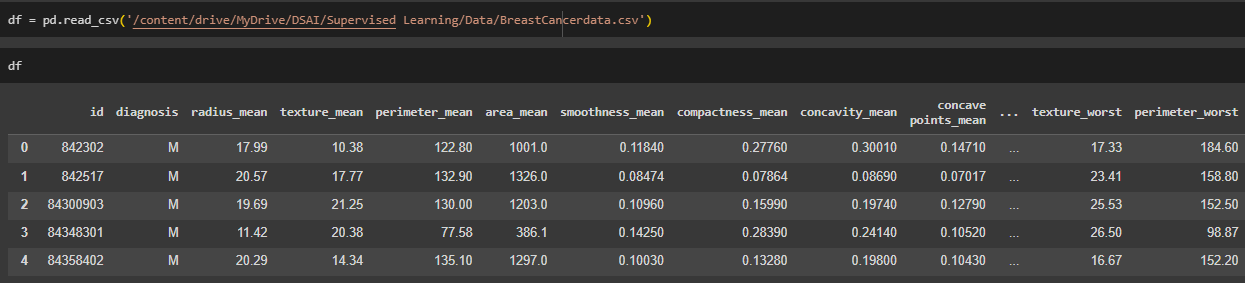 df = pd.read_csv('/content/drive/MyDrive/DSAI/Supervised Learning/Data/BreastCancerdata.csv')
df
id diagnosis radius_mean texture_mean perimeter_mean area_mean smoothness_mean compactness_mean concavity_mean concave points_mean ... texture_worst perimeter_worst
0 842302 M 17.99 10.38 122.80 1001.0 0.11840 0.27760 0.30010 0.14710 ... 17.33 184.60
1 842517 M 20.57 17.77 132.90 1326.0 0.08474 0.07864 0.08690 0.07017 ... 23.41 158.80
2 84300903 M 19.69 21.25 130.00 1203.0 0.10960 0.15990 0.19740 0.12790 ... 25.53 152.50
3 84348301 M 11.42 20.38 77.58 386.1 0.14250 0.28390 0.24140 0.10520 ... 26.50 98.87
4 84358402 M 20.29 14.34 135.10 1297.0 0.10030 0.13280 0.19800 0.10430 ... 16.67 152.20